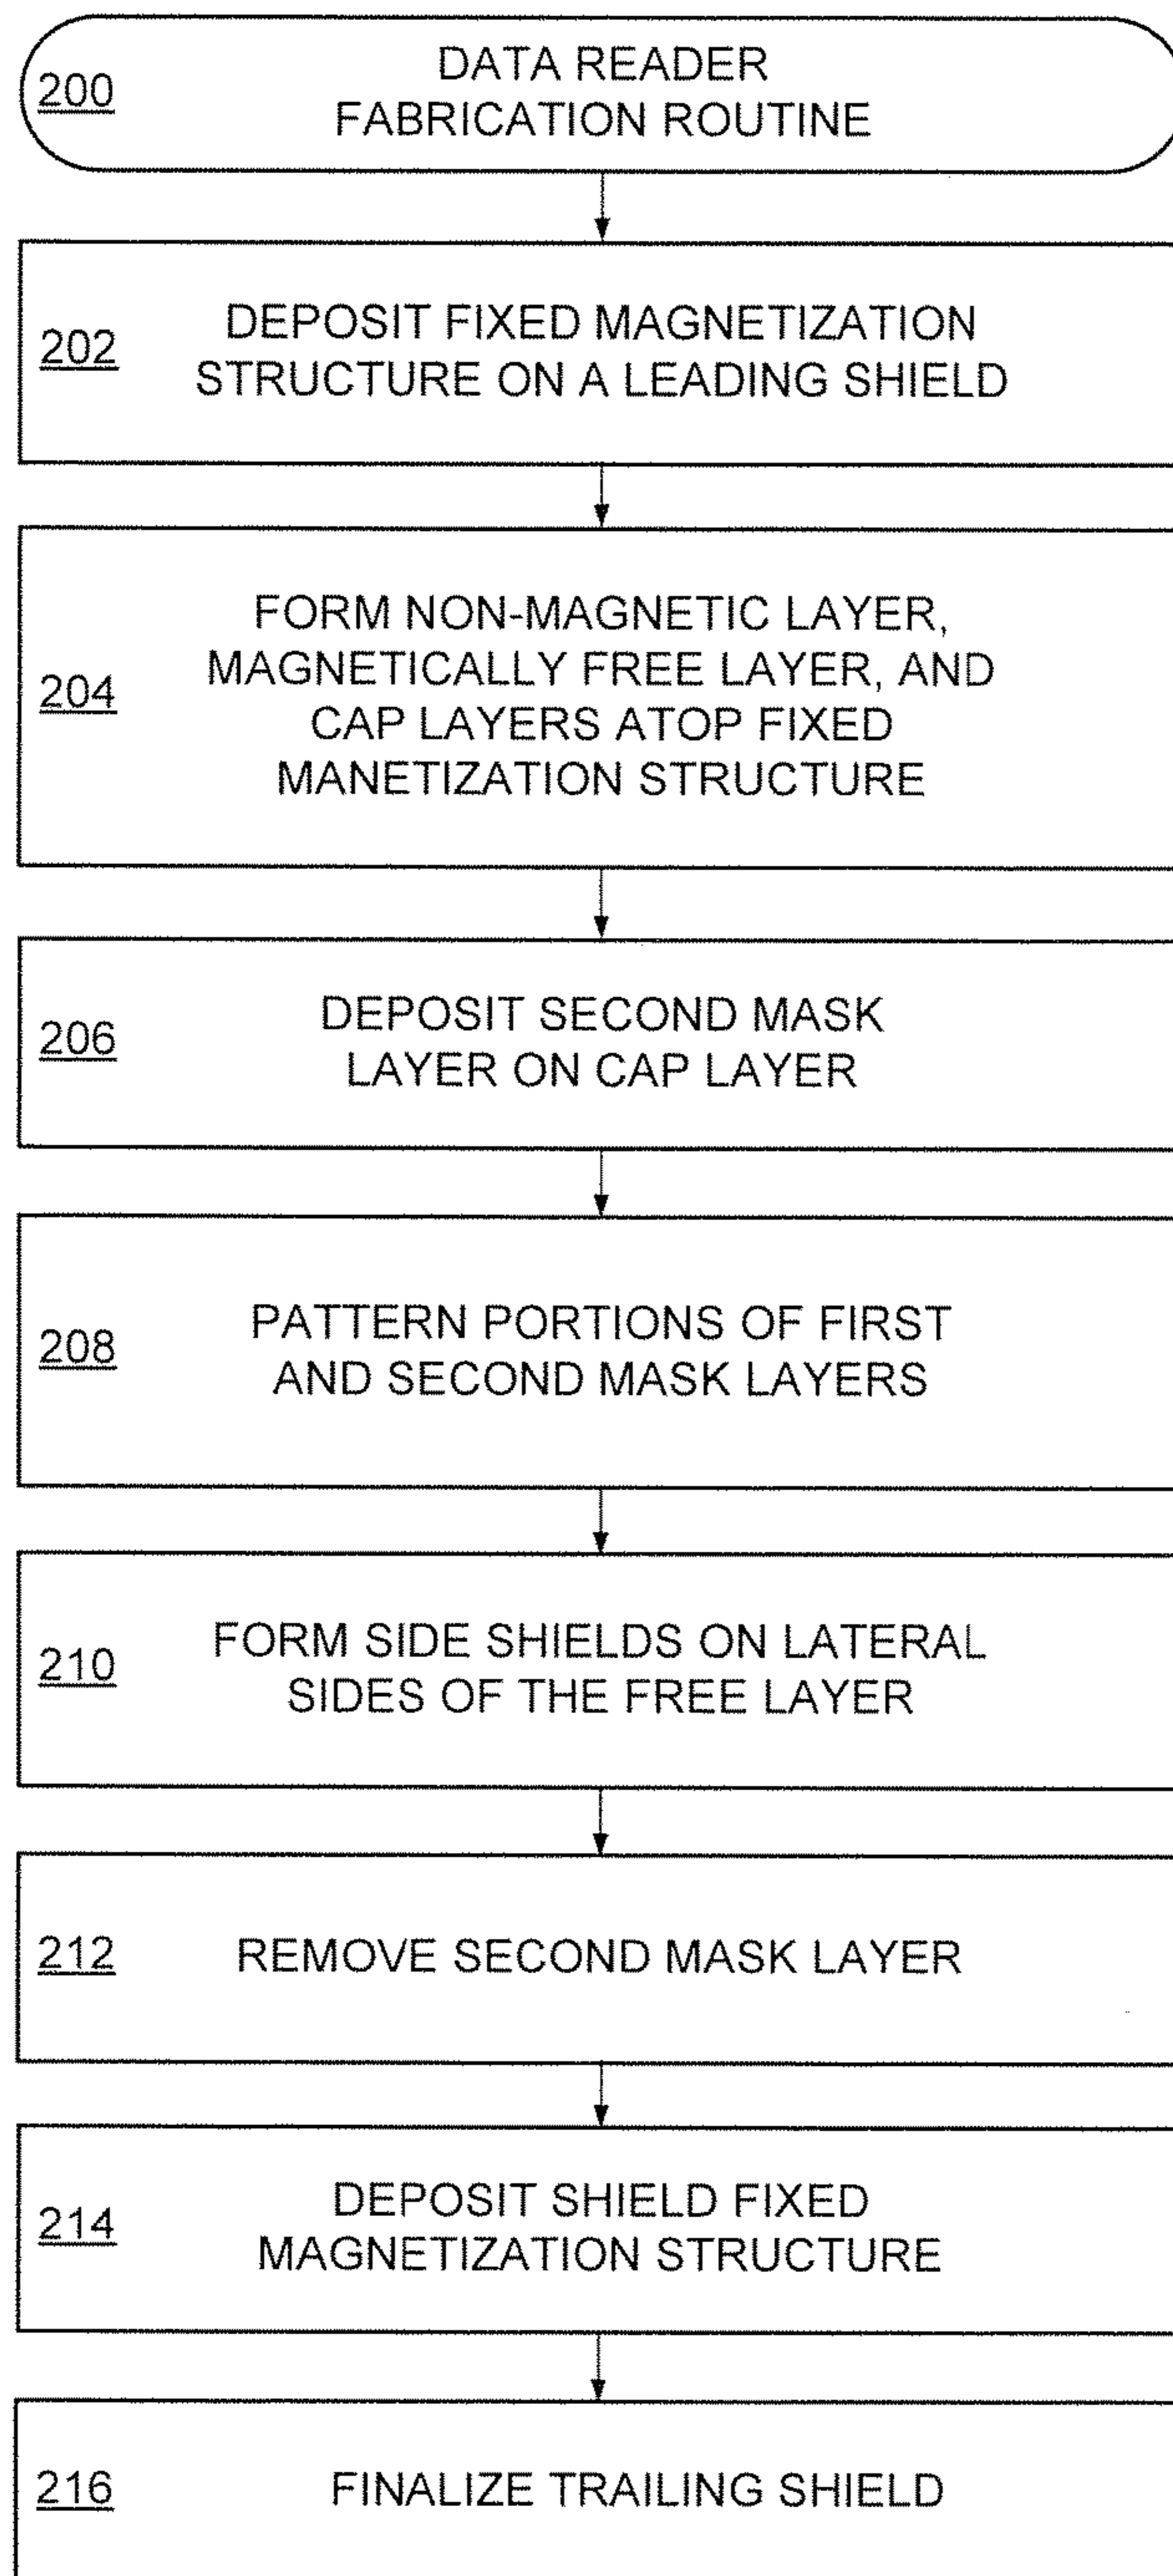 200
DATA READER
FABRICATION ROUTINE
202
DEPOSIT FIXED MAGNETIZATION
STRUCTURE ON A LEADING SHIELD
204
FORM NON-MAGNETIC LAYER,
MAGNETICALLY FREE LAYER, AND
CAP LAYERS ATOP FIXED
MANETIZATION STRUCTURE
206
DEPOSIT SECOND MASK
LAYER ON CAP LAYER
208
PATTERN PORTIONS OF FIRST
AND SECOND MASK LAYERS
210
FORM SIDE SHIELDS ON LATERAL
SIDES OF THE FREE LAYER
212
REMOVE SECOND MASK LAYER
214
DEPOSIT SHIELD FIXED
MAGNETIZATION STRUCTURE
216
FINALIZE TRAILING SHIELD